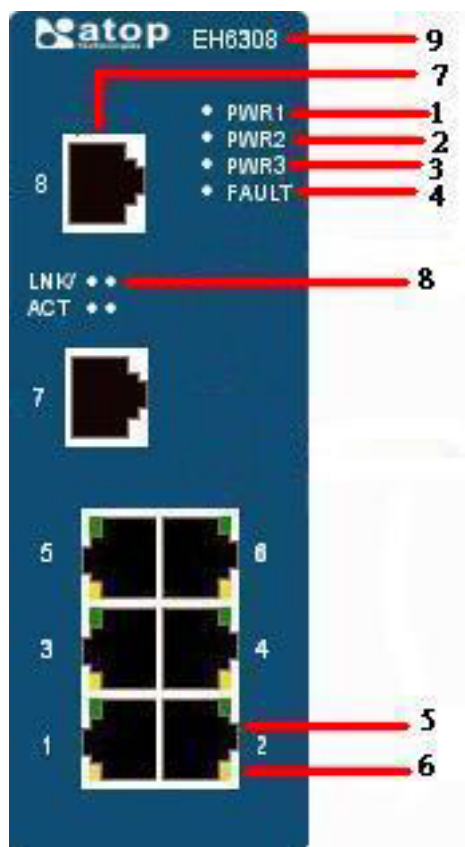 atop EH6308 9
Technologies
7
PWR1 1
PWR2 2
PWR3 3
FAULT 4
8
LNK/ 8
ACT
7
5 6
3 4
5
1 2
6